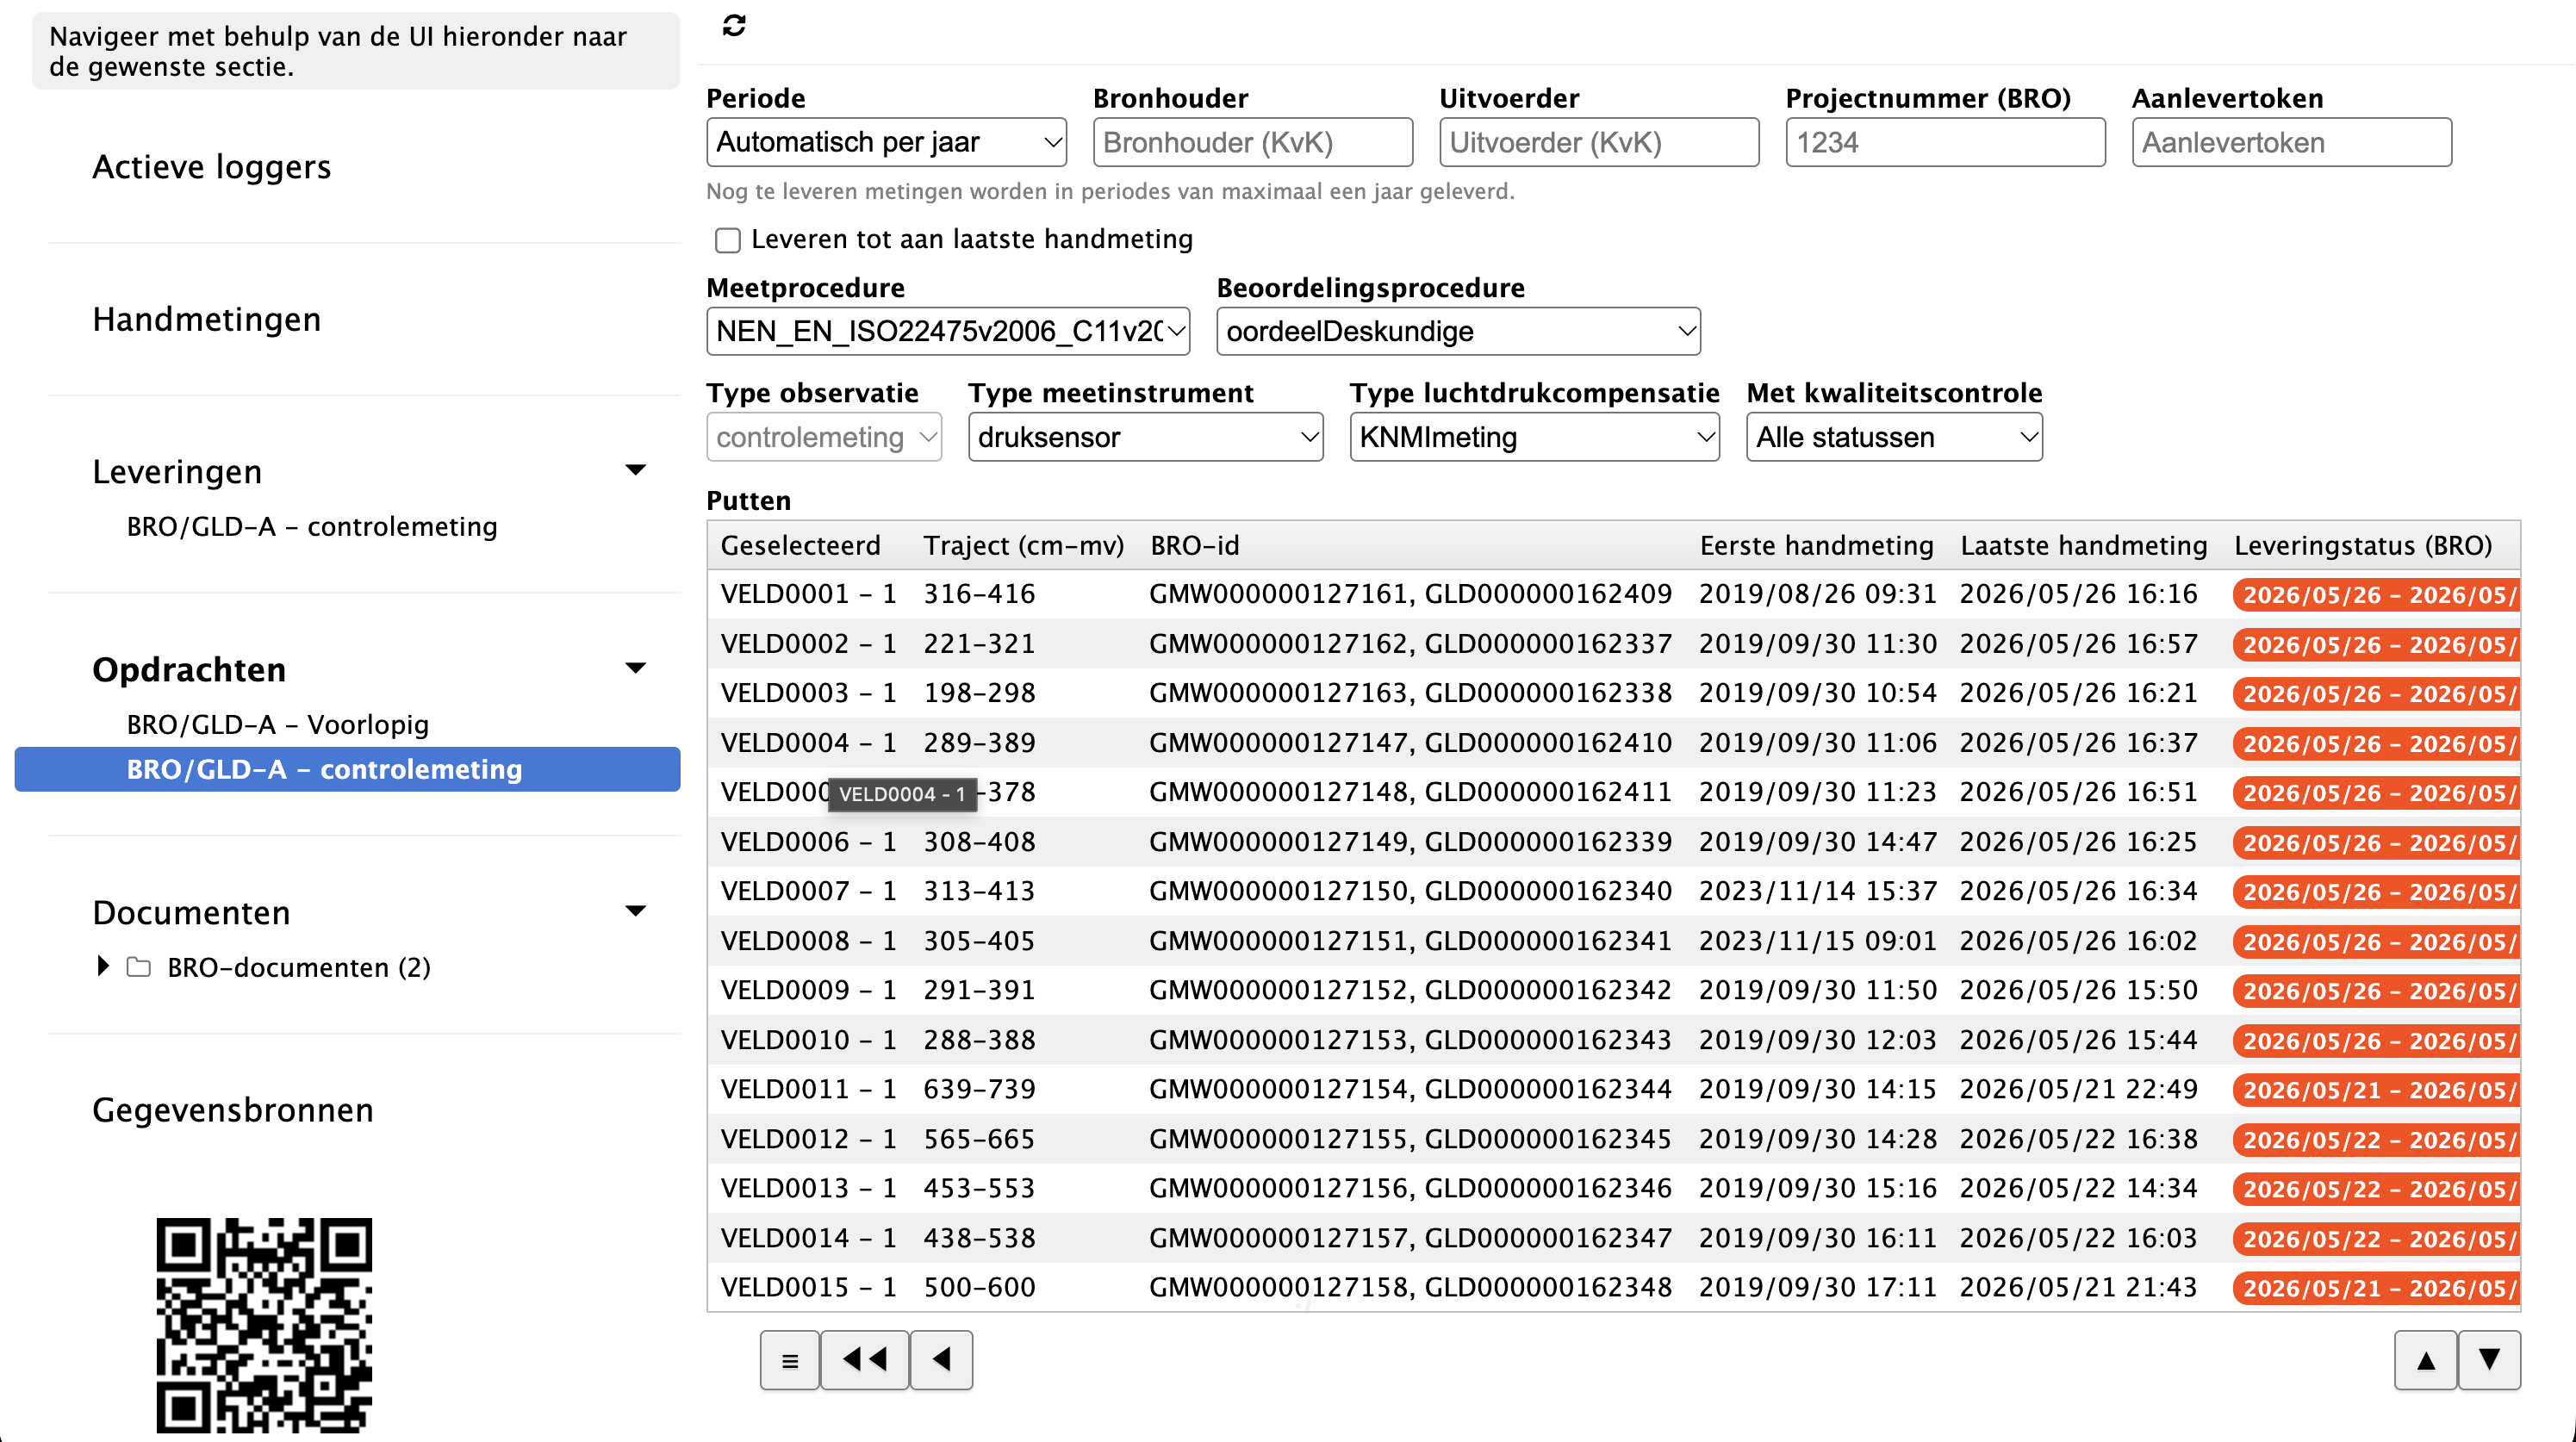 Navigeer met behulp van de UI hieronder naar
de gewenste sectie.
Actieve loggers
Handmetingen
Leveringen
BRO/GLD-A – controlemeting
Opdrachten
BRO/GLD-A – Voorlopig
BRO/GLD-A – controlemeting
Documenten
BRO-documenten (2)
Gegevensbronnen
Periode Bronhouder Uitvoerder Projectnummer (BRO) Aanlevertoken
Automatisch per jaar Bronhouder (KvK) Uitvoerder (KvK) 1234 Aanlevertoken
Nog te leveren metingen worden in periodes van maximaal een jaar geleverd.
Leveren tot aan laatste handmeting
Meetprocedure Beoordelingsprocedure
NEN_EN_ISO22475v2006_C11v20 oordeelDeskundige
Type observatie Type meetinstrument Type luchtdrukcompensatie Met kwaliteitscontrole
controlemeting druksensor KNMImeting Alle statussen
Putten
Geselecteerd Traject (cm-mv) BRO-id Eerste handmeting Laatste handmeting Leveringstatus (BRO)
VELD0001 – 1 316-416 GMW000000127161, GLD000000162409 2019/08/26 09:31 2026/05/26 16:16 2026/05/26 – 2026/05/
VELD0002 – 1 221-321 GMW000000127162, GLD000000162337 2019/09/30 11:30 2026/05/26 16:57 2026/05/26 – 2026/05/
VELD0003 – 1 198-298 GMW000000127163, GLD000000162338 2019/09/30 10:54 2026/05/26 16:21 2026/05/26 – 2026/05/
VELD0004 – 1 289-389 GMW000000127147, GLD000000162410 2019/09/30 11:06 2026/05/26 16:37 2026/05/26 – 2026/05/
VELD000 VELD0004 - 1 -378 GMW000000127148, GLD000000162411 2019/09/30 11:23 2026/05/26 16:51 2026/05/26 – 2026/05/
VELD0006 – 1 308-408 GMW000000127149, GLD000000162339 2019/09/30 14:47 2026/05/26 16:25 2026/05/26 – 2026/05/
VELD0007 – 1 313-413 GMW000000127150, GLD000000162340 2023/11/14 15:37 2026/05/26 16:34 2026/05/26 – 2026/05/
VELD0008 – 1 305-405 GMW000000127151, GLD000000162341 2023/11/15 09:01 2026/05/26 16:02 2026/05/26 – 2026/05/
VELD0009 – 1 291-391 GMW000000127152, GLD000000162342 2019/09/30 11:50 2026/05/26 15:50 2026/05/26 – 2026/05/
VELD0010 – 1 288-388 GMW000000127153, GLD000000162343 2019/09/30 12:03 2026/05/26 15:44 2026/05/26 – 2026/05/
VELD0011 – 1 639-739 GMW000000127154, GLD000000162344 2019/09/30 14:15 2026/05/21 22:49 2026/05/21 – 2026/05/
VELD0012 – 1 565-665 GMW000000127155, GLD000000162345 2019/09/30 14:28 2026/05/22 16:38 2026/05/22 – 2026/05/
VELD0013 – 1 453-553 GMW000000127156, GLD000000162346 2019/09/30 15:16 2026/05/22 14:34 2026/05/22 – 2026/05/
VELD0014 – 1 438-538 GMW000000127157, GLD000000162347 2019/09/30 16:11 2026/05/22 16:03 2026/05/22 – 2026/05/
VELD0015 – 1 500-600 GMW000000127158, GLD000000162348 2019/09/30 17:11 2026/05/21 21:43 2026/05/21 – 2026/05/